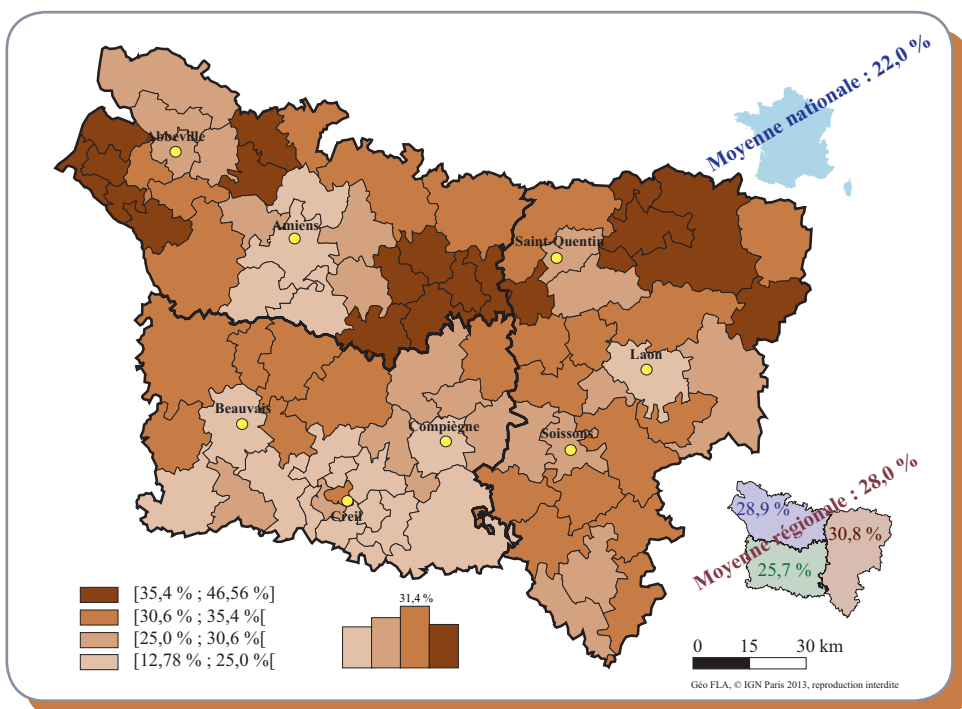 Moyenne nationale : 22,0 %
Abbeville
Amiens
Saint-Quentin
Laon
Beauvais
Compiègne
Soissons
Creil
Moyenne régionale : 28,0 %
28,9 %
30,8 %
25,7 %
[35,4 % ; 46,56 %]
[30,6 % ; 35,4 %[
[25,0 % ; 30,6 %[
[12,78 % ; 25,0 %[
31,4 %
0 15 30 km
Géo FLA, © IGN Paris 2013, reproduction interdite